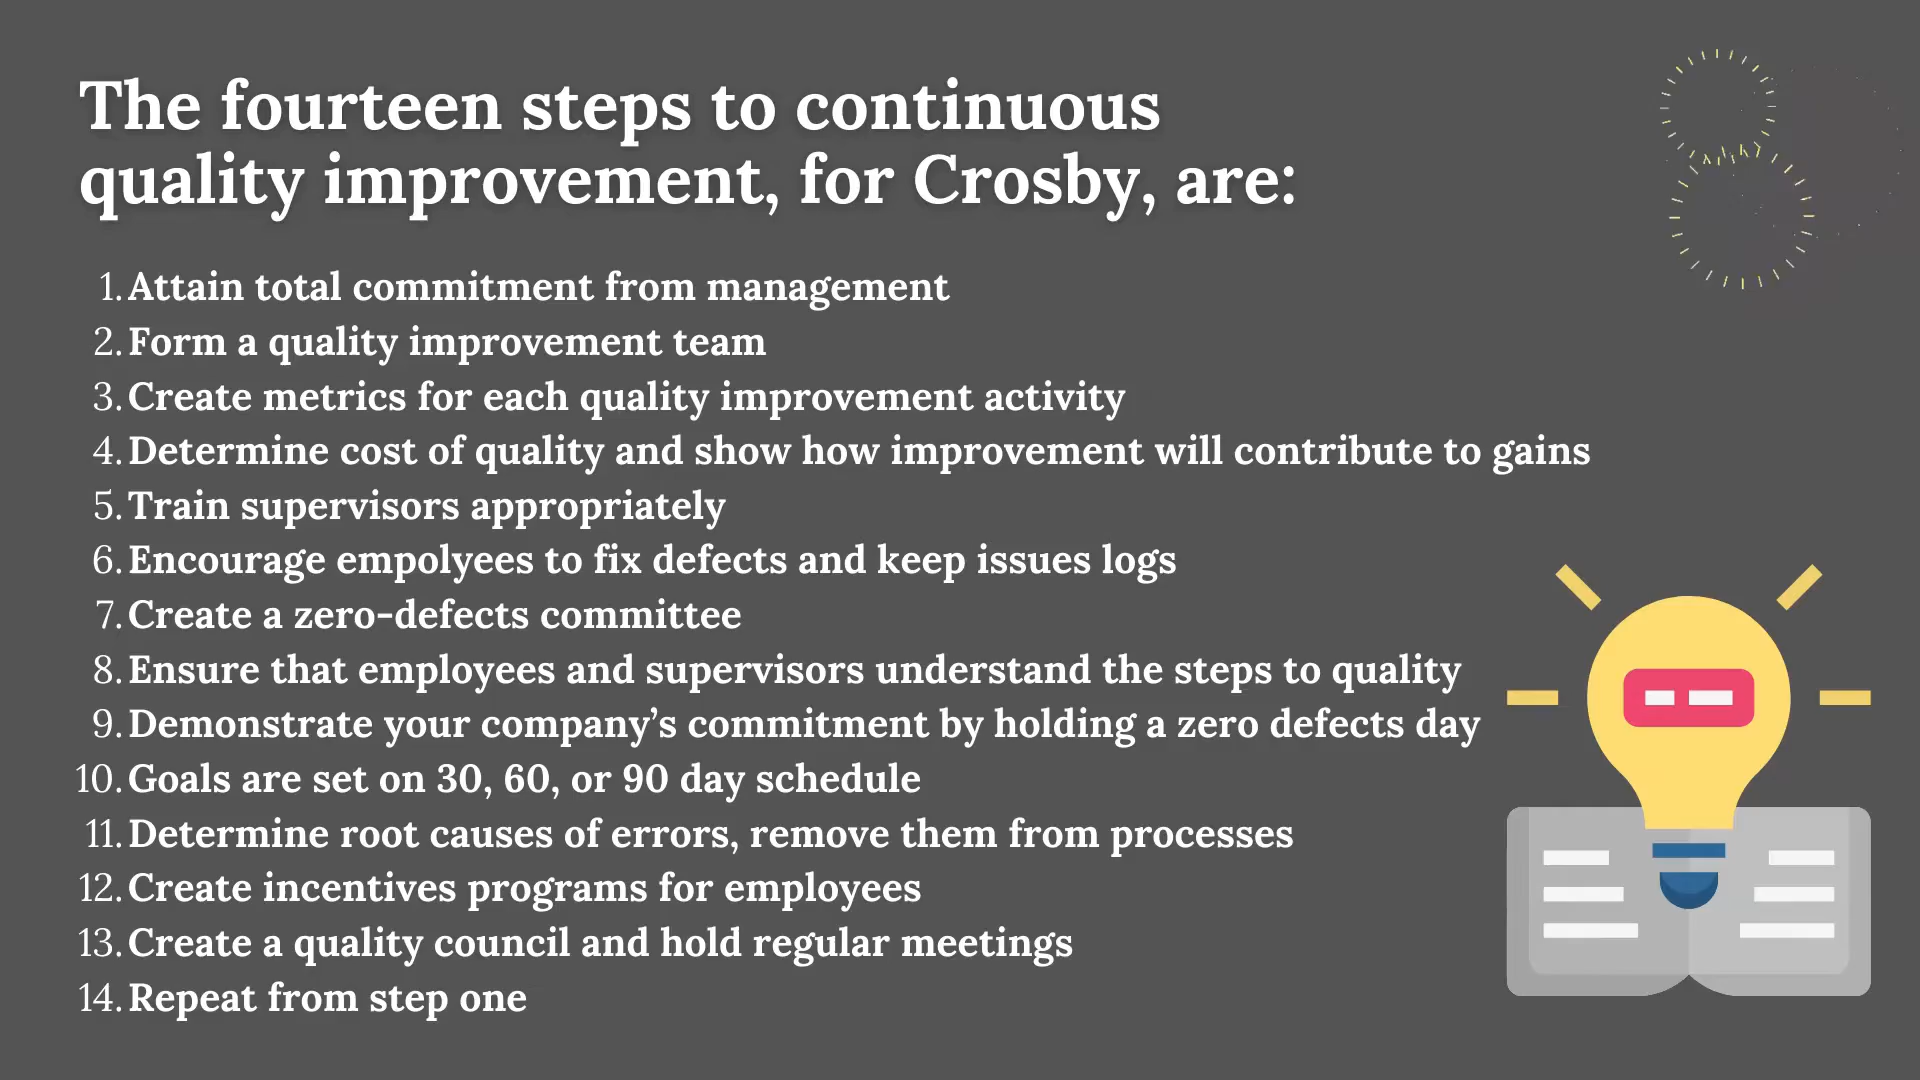 The fourteen steps to continuous
quality improvement, for Crosby, are:
1. Attain total commitment from management
2. Form a quality improvement team
3. Create metrics for each quality improvement activity
4. Determine cost of quality and show how improvement will contribute to gains
5. Train supervisors appropriately
6. Encourage empolyees to fix defects and keep issues logs
7. Create a zero-defects committee
8. Ensure that employees and supervisors understand the steps to quality
9. Demonstrate your company’s commitment by holding a zero defects day
10. Goals are set on 30, 60, or 90 day schedule
11. Determine root causes of errors, remove them from processes
12. Create incentives programs for employees
13. Create a quality council and hold regular meetings
14. Repeat from step one